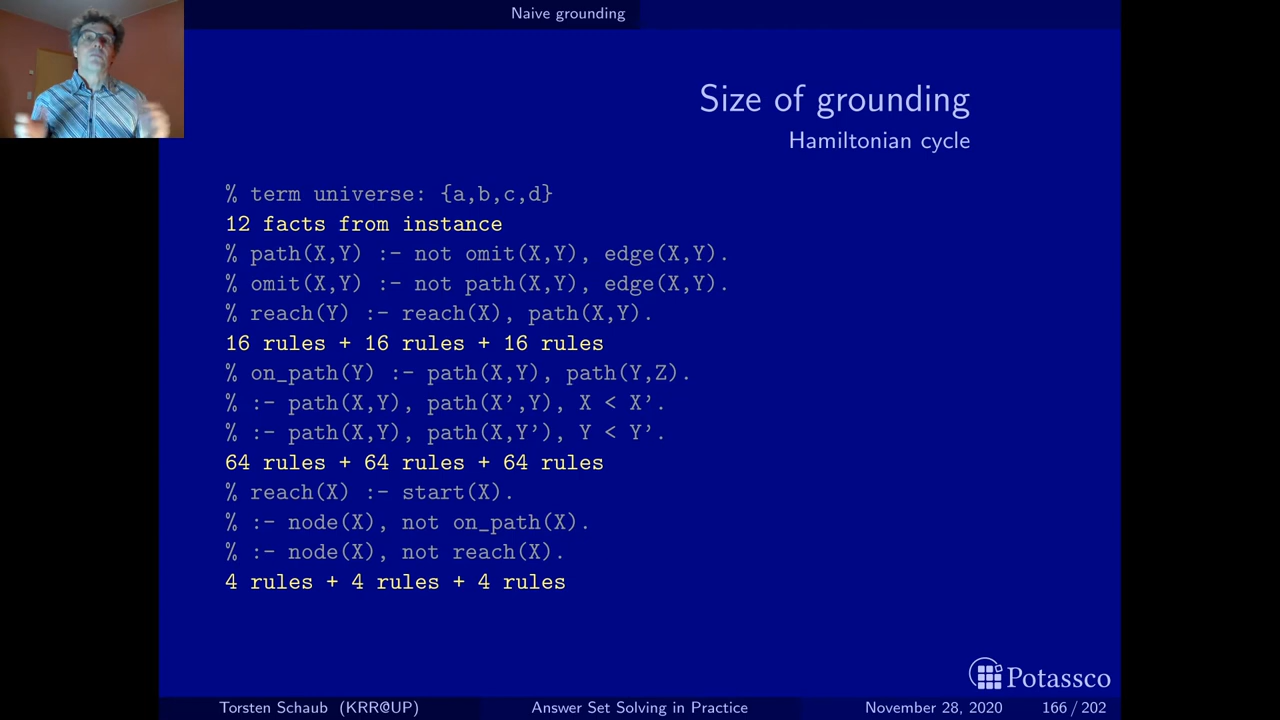 Naive grounding
Size of grounding
Hamiltonian cycle
% term universe: {a,b,c,d}
12 facts from instance
% path(X,Y) :- not omit(X,Y), edge(X,Y).
% omit(X,Y) :- not path(X,Y), edge(X,Y).
% reach(Y) :- reach(X), path(X,Y).
16 rules + 16 rules + 16 rules
% on_path(Y) :- path(X,Y), path(Y,Z).
% :- path(X,Y), path(X',Y), X < X'.
% :- path(X,Y), path(X,Y'), Y < Y'.
64 rules + 64 rules + 64 rules
% reach(X) :- start(X).
% :- node(X), not on_path(X).
% :- node(X), not reach(X).
4 rules + 4 rules + 4 rules
Potassco
Torsten Schaub (KRR@UP) Answer Set Solving in Practice November 28, 2020 166 / 202